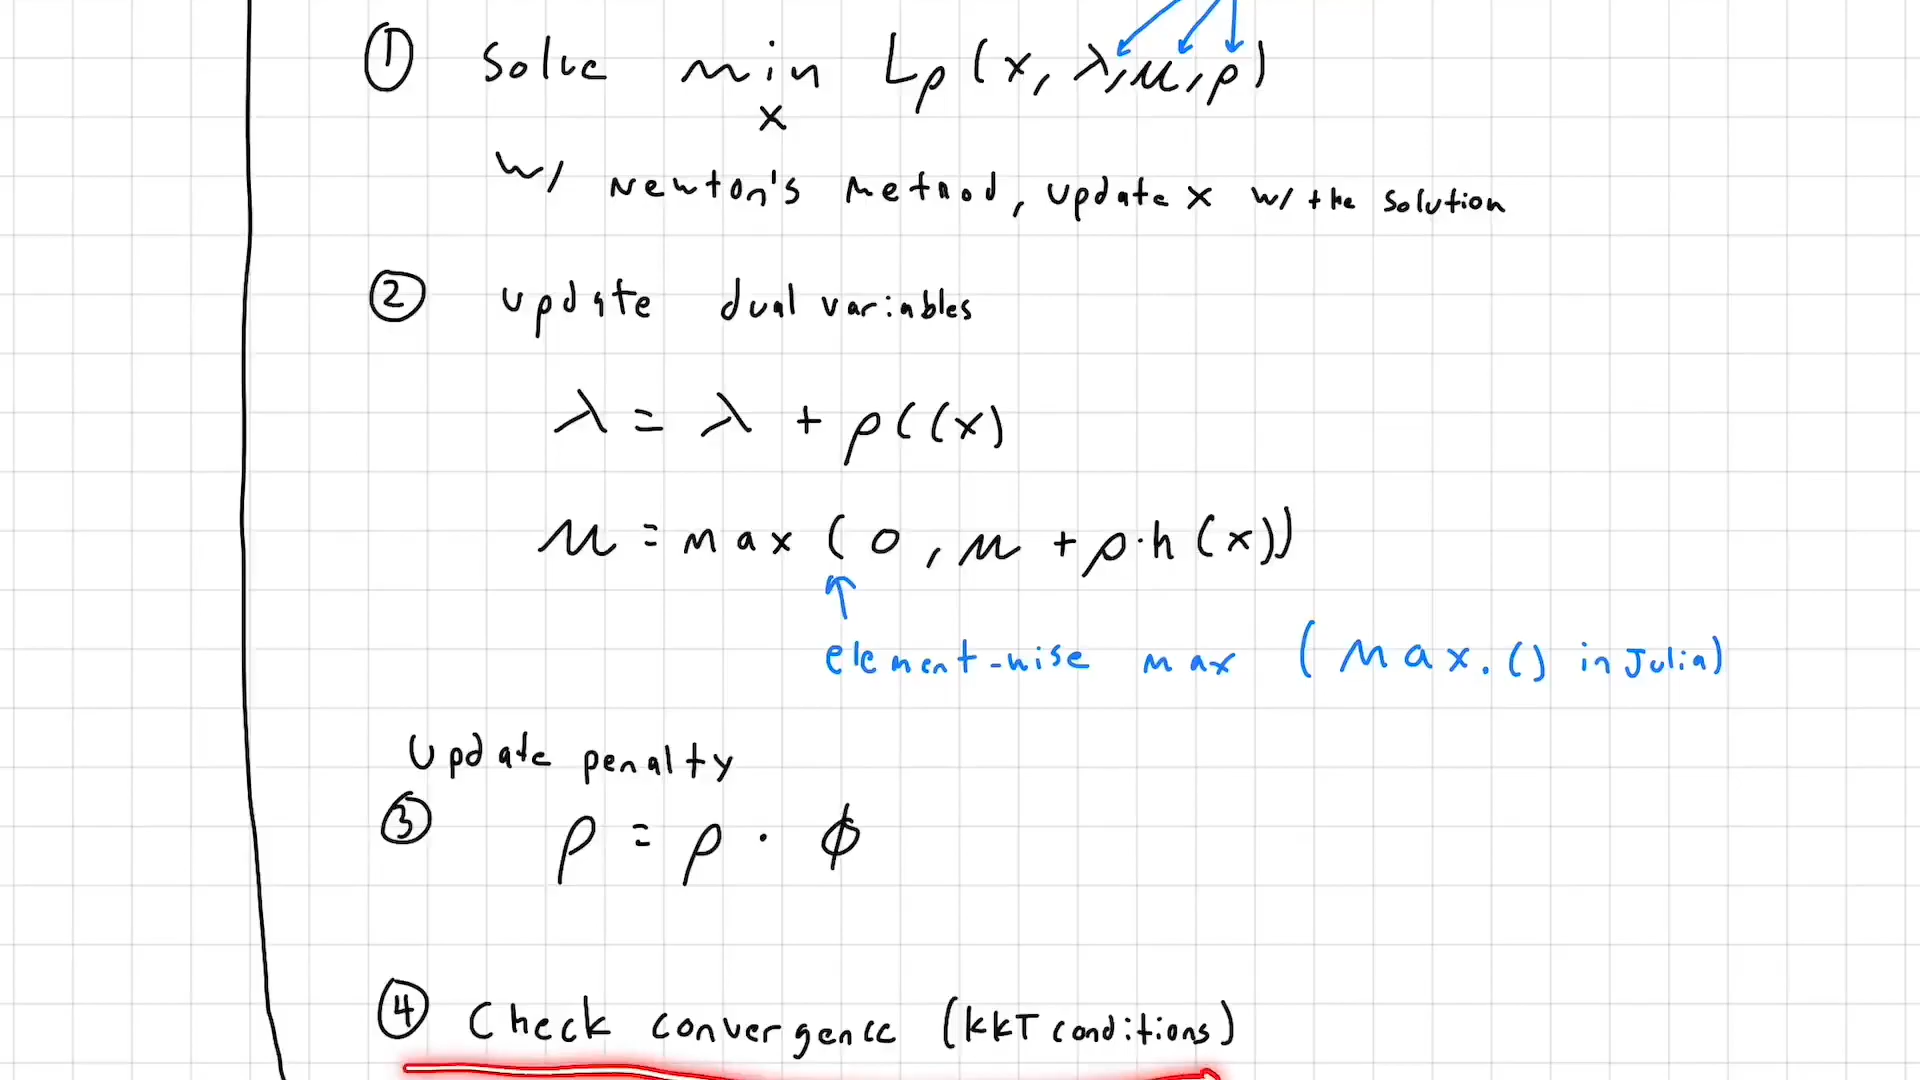 ① Solve min Lρ(x, λ, μ, ρ)
x
w/ Newton's Method, update x w/ the solution
② update dual variables
λ = λ + ρc(x)
μ = max(0, μ + ρ·h(x))
↑
element-wise max (max.() in Julia)
Update penalty
③ ρ = ρ · ϕ
④ Check convergence (KKT conditions)